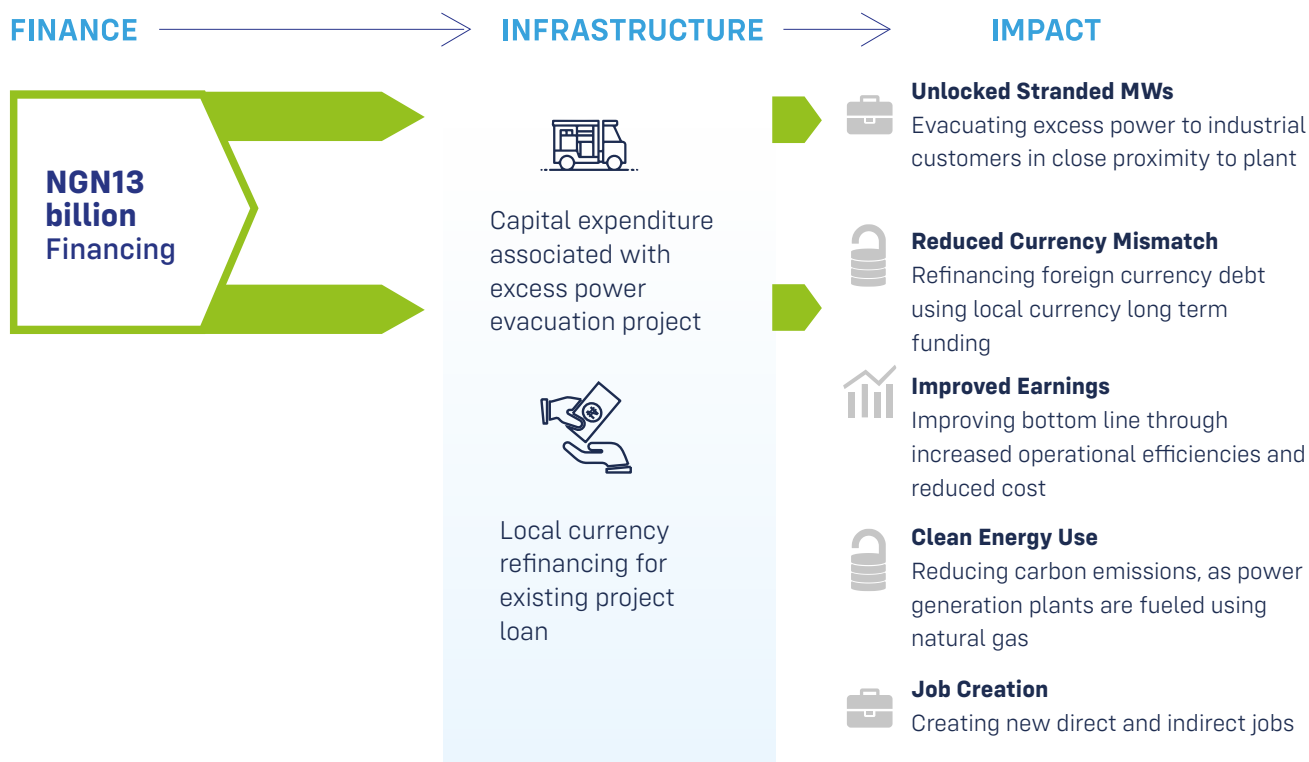 FINANCE
INFRASTRUCTURE
IMPACT
NGN13
billion
Financing
Capital expenditure
associated with
excess power
evacuation project
Local currency
refinancing for
existing project
loan
Unlocked Stranded MWs
Evacuating excess power to industrial
customers in close proximity to plant
Reduced Currency Mismatch
Refinancing foreign currency debt
using local currency long term
funding
Improved Earnings
Improving bottom line through
increased operational efficiencies and
reduced cost
Clean Energy Use
Reducing carbon emissions, as power
generation plants are fueled using
natural gas
Job Creation
Creating new direct and indirect jobs